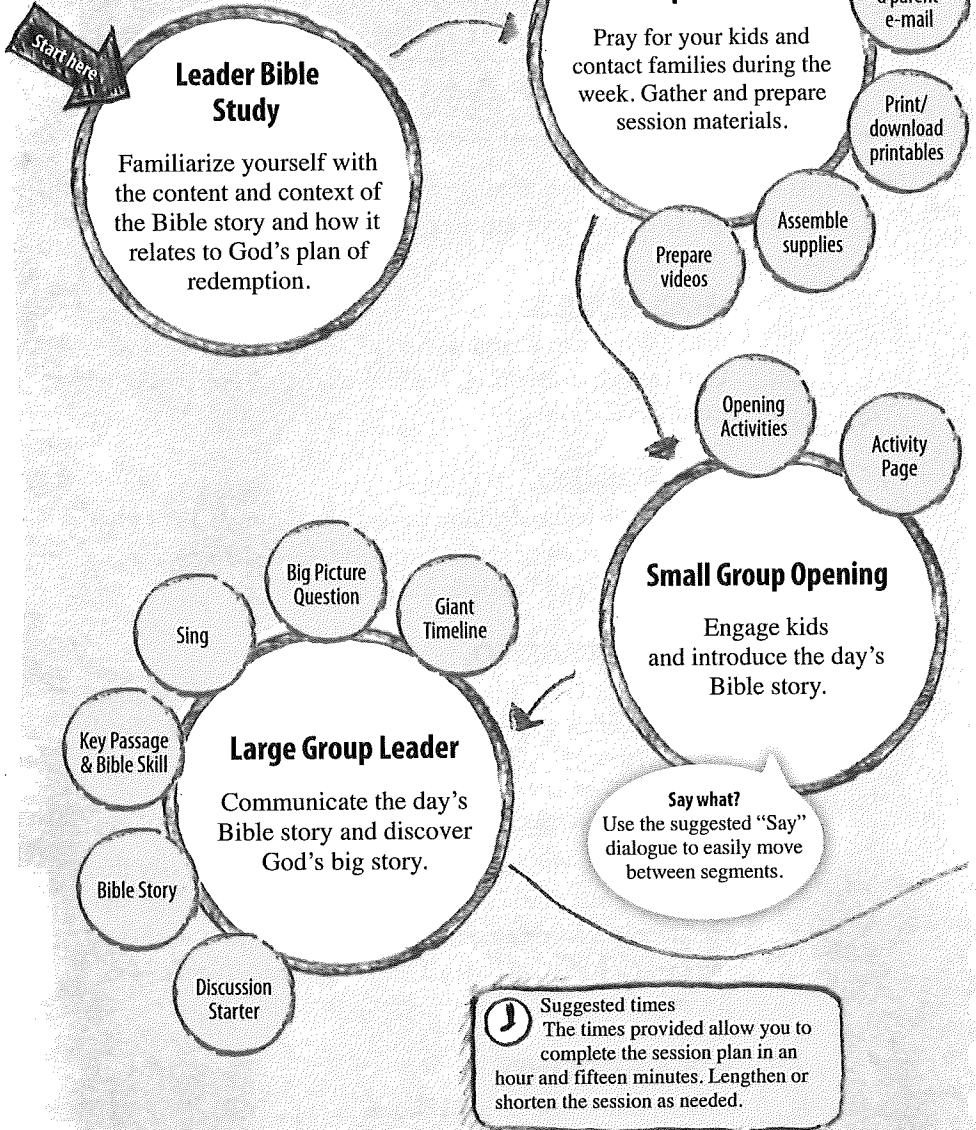 Start here
Leader Bible
Study
Familiarize yourself with
the content and context of
the Bible story and how it
relates to God's plan of
redemption.
Pray for your kids and
contact families during the
week. Gather and prepare
session materials.
a parent
e-mail
Print/
download
printables
Assemble
supplies
Prepare
videos
Opening
Activities
Activity
Page
Small Group Opening
Engage kids
and introduce the day's
Bible story.
Say what?
Use the suggested “Say”
dialogue to easily move
between segments.
Giant
Timeline
Big Picture
Question
Sing
Key Passage
& Bible Skill
Bible Story
Discussion
Starter
Large Group Leader
Communicate the day's
Bible story and discover
God's big story.
Suggested times
The times provided allow you to
complete the session plan in an
hour and fifteen minutes. Lengthen or
shorten the session as needed.